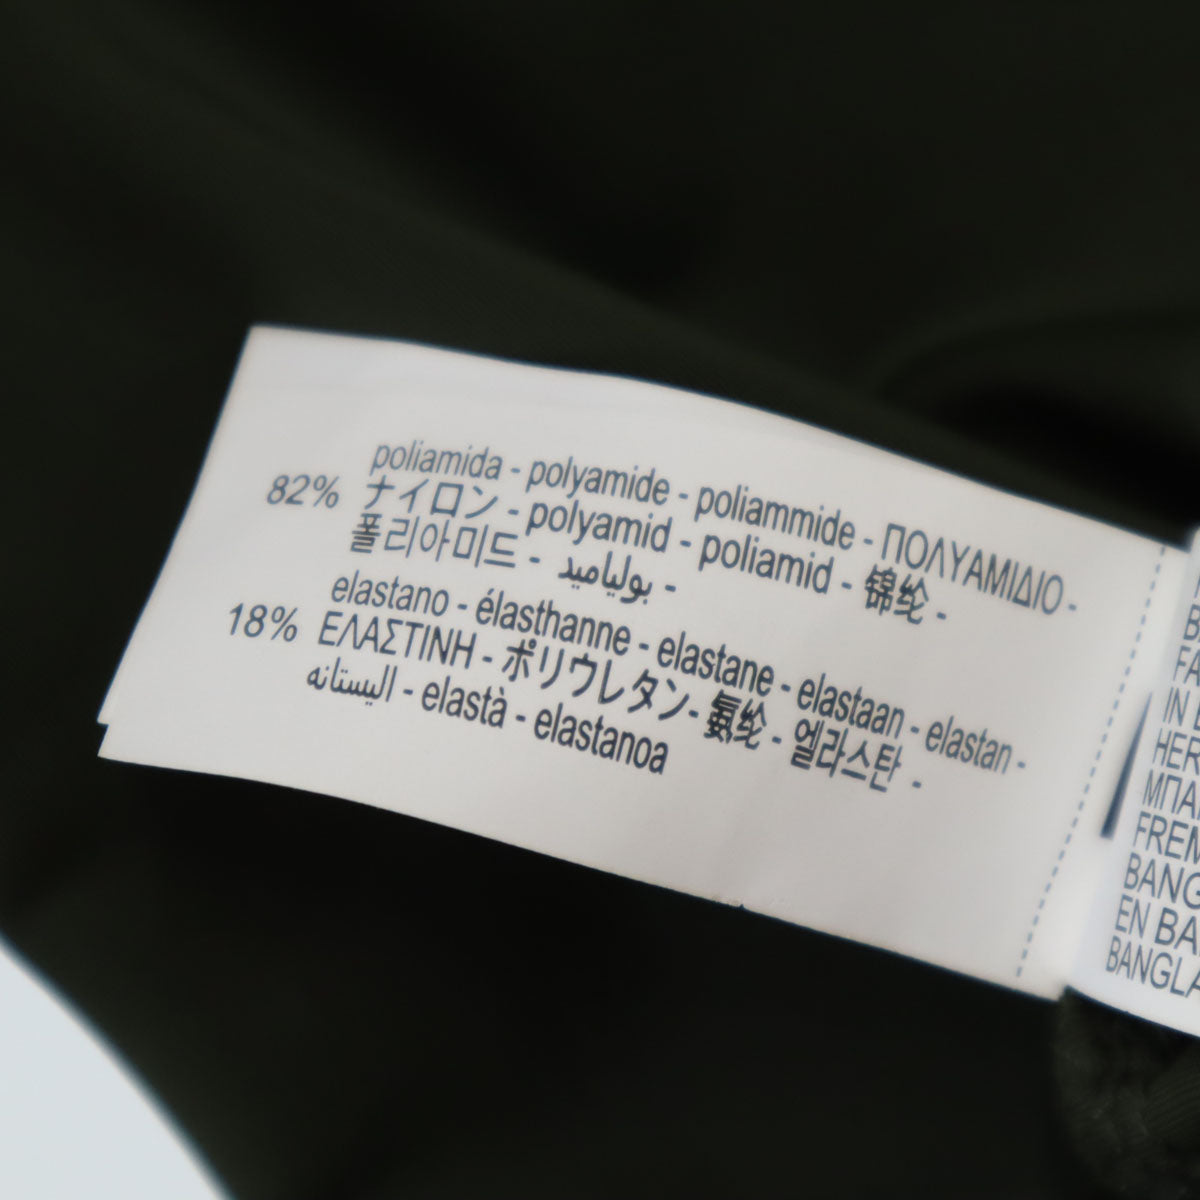 poliamida - polyamide - poliammide - ΠΟΛΥΑΜΙΔΙΟ -
82% ナイロン - polyamid - poliamid - 锦纶 -
폴리아미드 - بولياميد -
elastano - élasthanne - elastane - elastaan - elastan -
18% ΕΛΑΣΤΙΝΗ - ポリウレタン- 氨纶 - 엘라스탄 -
اليستانه - elastà - elastanoa
FA
IN
HER
ΜΠΑ
FREM
BANG
EN BA
BANGLA